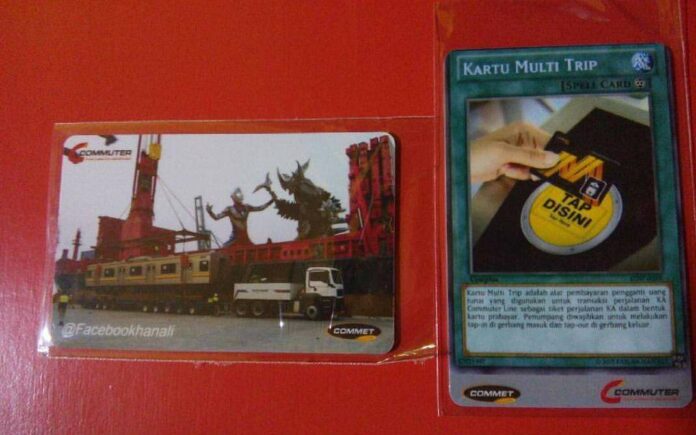 COMMUTER
@Facebookhanali
COMMET
KARTU MULTI TRIP
[SPELL CARD
TAP
DISINI
Kartu Multi Trip adalah alat pembayaran pengganti uang
tunai yang digunakan untuk transaksi perjalanan KA
Commuter Line sebagai tiket perjalanan KA dalam bentuk
kartu prabayar. Penumpang diwajibkan untuk melakukan
tap-in di gerbang masuk dan tap-out di gerbang keluar.
COMMET
COMMUTER